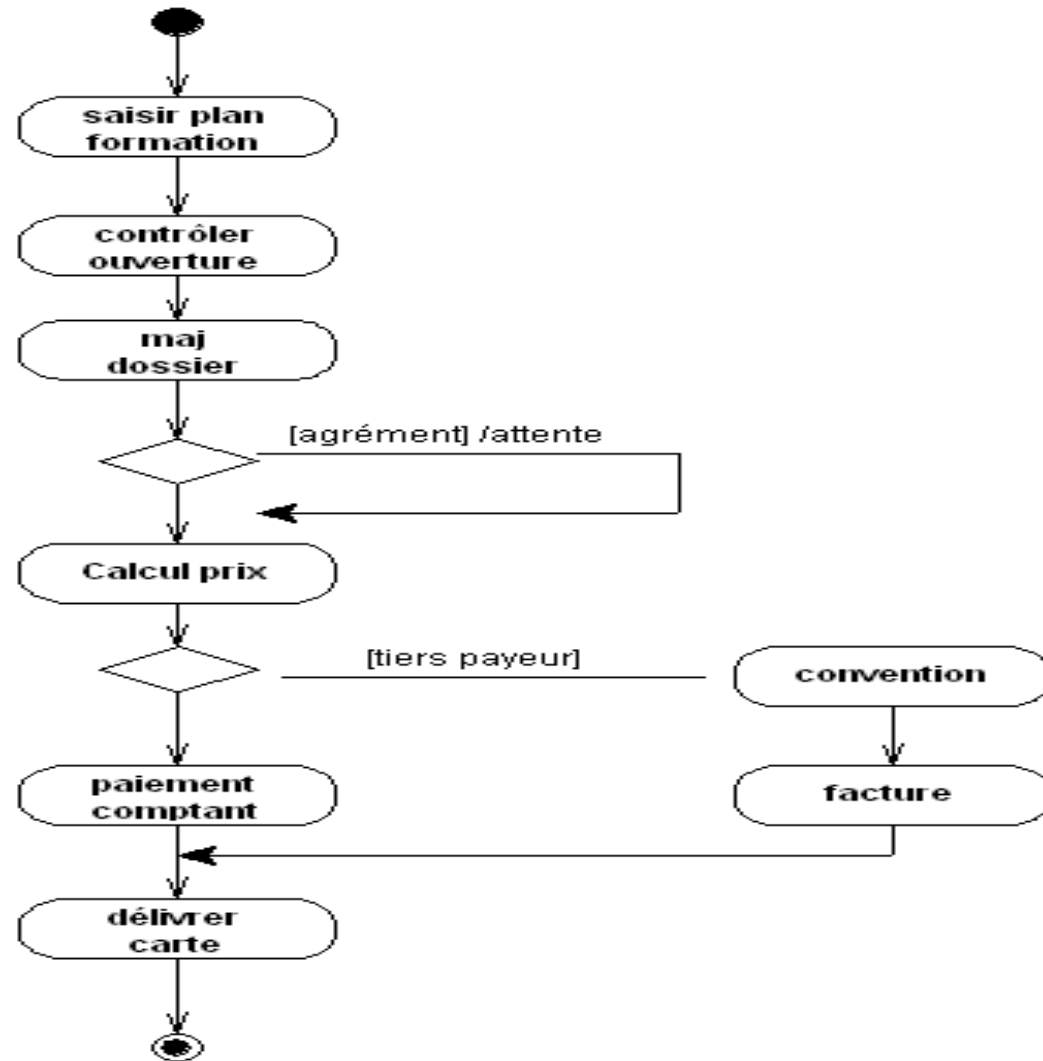 saisir plan
formation
contrôler
ouverture
maj
dossier
[agrément] /attente
Calcul prix
[tiers payeur]
convention
paiement
comptant
facture
délivrer
carte